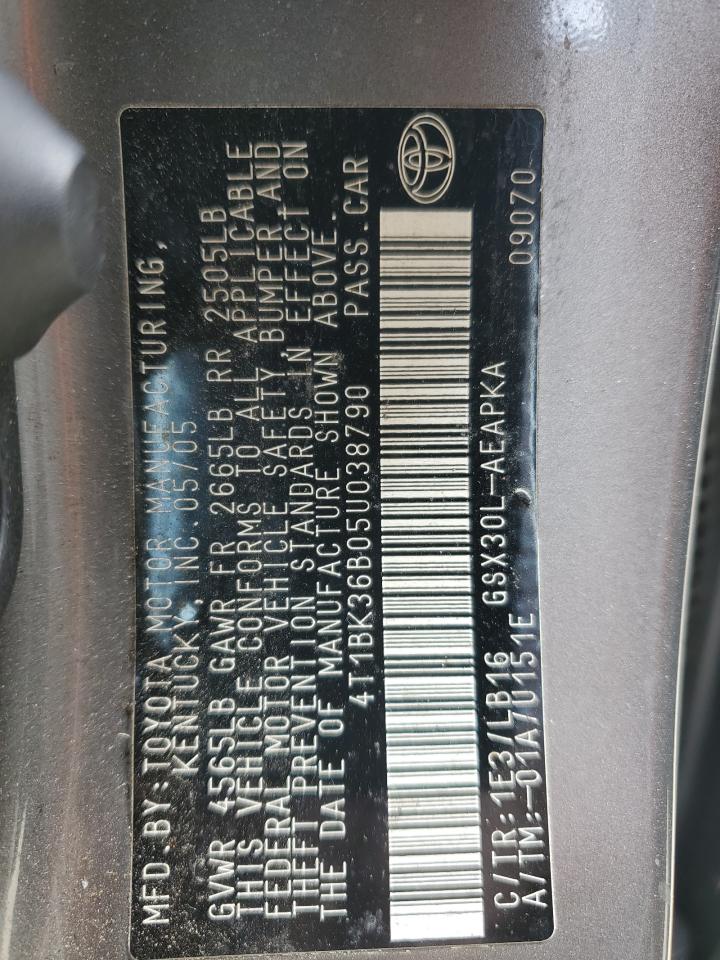 MFD.BY:TOYOTA MOTOR MANUFACTURING,
KENTUCKY, INC. 05/05
GVWR 4565LB GAWR FR 2665LB RR 2505LB
THIS VEHICLE CONFORMS TO ALL APPLICABLE
FEDERAL MOTOR VEHICLE SAFETY, BUMPER AND
THEFT PREVENTION STANDARDS IN EFFECT ON
THE DATE OF MANUFACTURE SHOWN ABOVE.
4T1BK36B05U038790 PASS.CAR
C/TR:1E3/LB16 GSX30L-AEAPKA
A/TM:-01A/U151E 09070